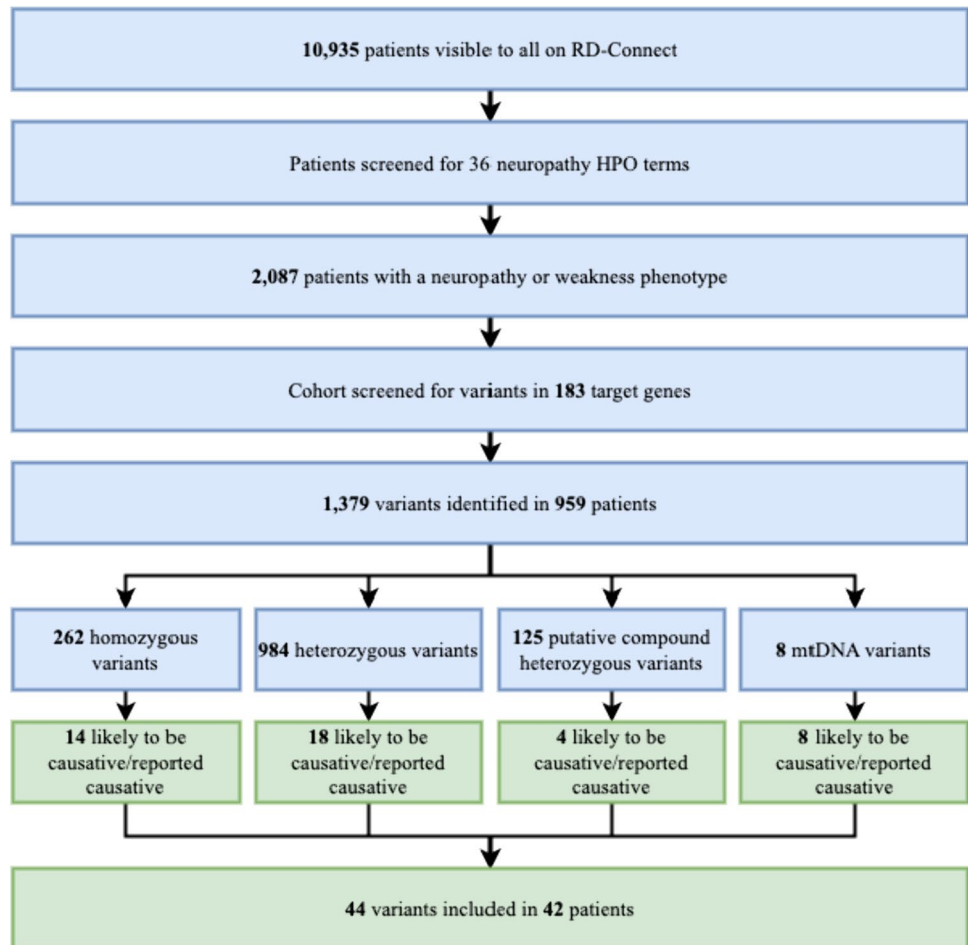 10,935 patients visible to all on RD-Connect
Patients screened for 36 neuropathy HPO terms
2,087 patients with a neuropathy or weakness phenotype
Cohort screened for variants in 183 target genes
1,379 variants identified in 959 patients
262 homozygous
variants
984 heterozygous variants
125 putative compound
heterozygous variants
8 mtDNA variants
14 likely to be
causative/reported
causative
18 likely to be
causative/reported
causative
4 likely to be
causative/reported
causative
8 likely to be
causative/reported
causative
44 variants included in 42 patients